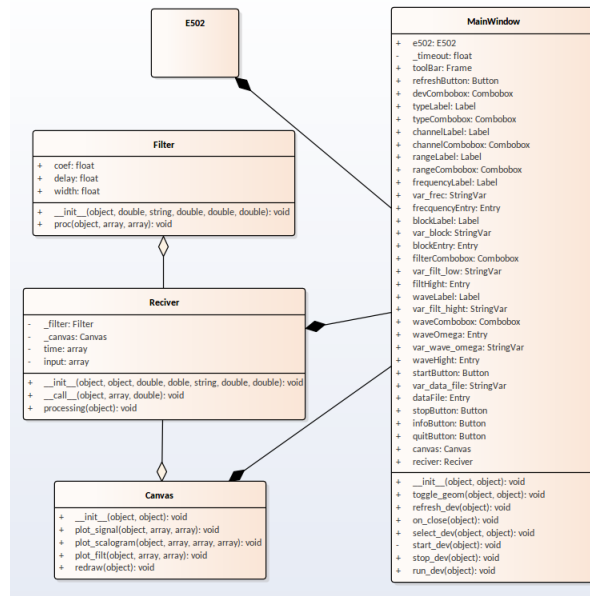 E502
Filter
+ coef: float
+ delay: float
+ width: float
+ __init__(object, double, string, double, double, double): void
+ proc(object, array, array): void
Reciver
- _filter: Filter
- _canvas: Canvas
- time: array
- input: array
+ __init__(object, object, double, doble, string, double, double): void
+ __call__(object, array, double): void
+ processing(object): void
Canvas
+ __init__(object, object): void
+ plot_signal(object, array, array): void
+ plot_scalogram(object, array, array, array): void
+ plot_filt(object, array, array): void
+ redraw(object): void
MainWindow
+ e502: E502
- _timeout: float
+ toolBar: Frame
+ refreshButton: Button
+ devCombobox: Combobox
+ typeLabel: Label
+ typeCombobox: Combobox
+ channelLabel: Label
+ channelCombobox: Combobox
+ rangeLabel: Label
+ rangeCombobox: Combobox
+ frequencyLabel: Label
+ var_frec: StringVar
+ frecquencyEntry: Entry
+ blockLabel: Label
+ var_block: StringVar
+ blockEntry: Entry
+ filterCombobox: Combobox
+ var_filt_low: StringVar
+ filtHight: Entry
+ waveLabel: Label
+ var_filt_hight: StringVar
+ waveCombobox: Combobox
+ waveOmega: Entry
+ var_wave_omega: StringVar
+ waveHight: Entry
+ startButton: Button
+ var_data_file: StringVar
+ dataFile: Entry
+ stopButton: Button
+ infoButton: Button
+ quitButton: Button
+ canvas: Canvas
+ reciver: Reciver
+ __init__(object, object): void
+ toggle_geom(object, object): void
+ refresh_dev(object): void
+ on_close(object): void
+ select_dev(object, object): void
- start_dev(object): void
+ stop_dev(object): void
+ run_dev(object): void